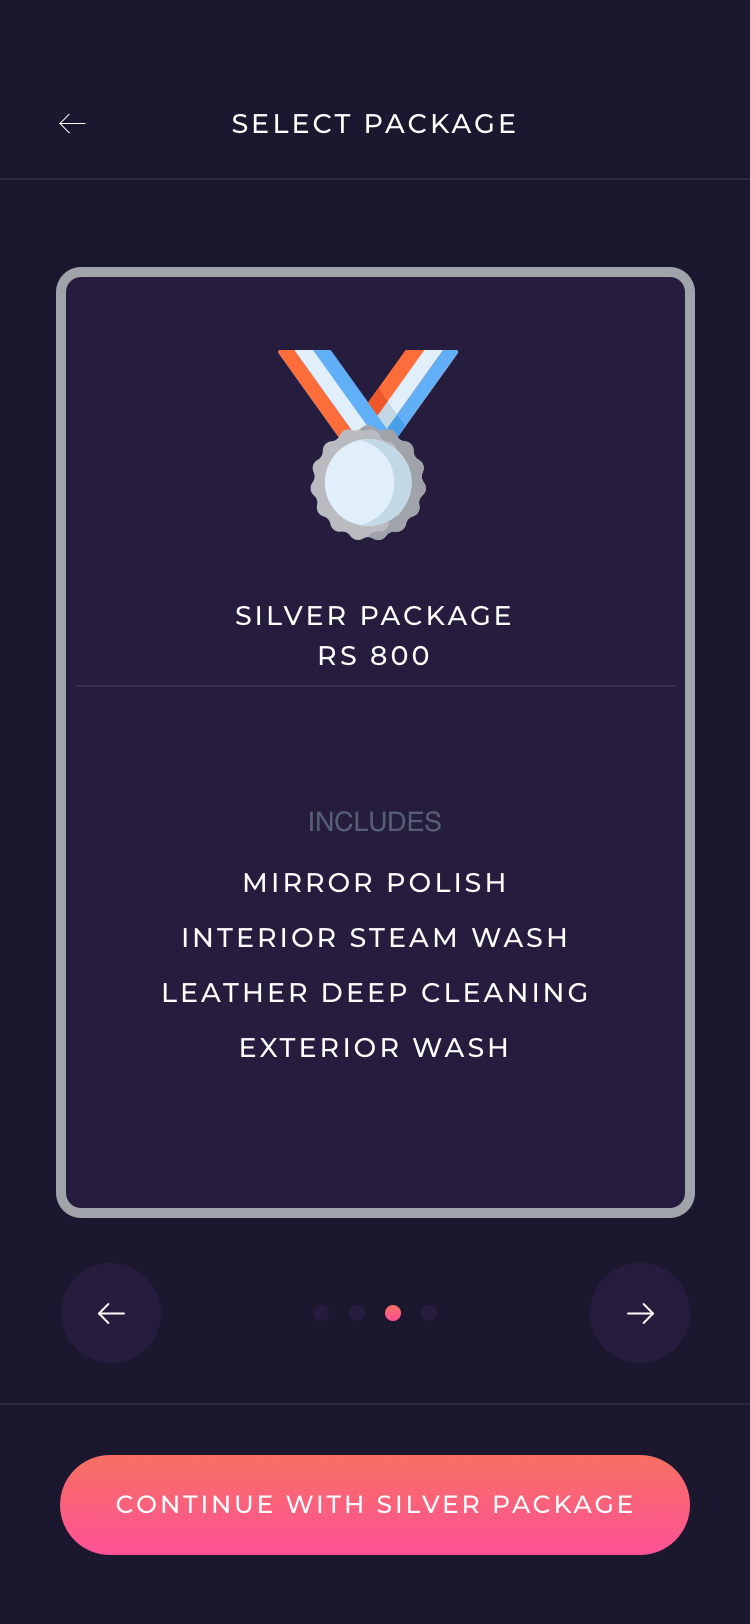 SELECT PACKAGE
SILVER PACKAGE
RS 800
INCLUDES
MIRROR POLISH
INTERIOR STEAM WASH
LEATHER DEEP CLEANING
EXTERIOR WASH
CONTINUE WITH SILVER PACKAGE